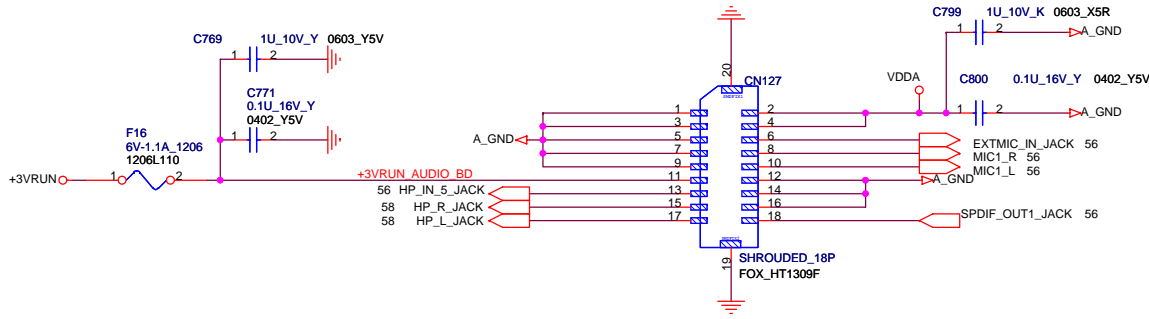 C799 1U_10V_K 0603_X5R
1 2 A_GND
C769 1U_10V_Y 0603_Y5V
1 2
20
CN127
VDDA
C800 0.1U_16V_Y 0402_Y5V
1 2 A_GND
C771
0.1U_16V_Y
0402_Y5V
1 2
1 2
3 4
A_GND 5 6 EXTMIC_IN_JACK 56
7 8 MIC1_R 56
9 10 MIC1_L 56
F16
6V-1.1A_1206
1206L110
+3VRUN 1 2 +3VRUN_AUDIO_BD 11 12 A_GND
56 HP_IN_5_JACK 13 14
58 HP_R_JACK 15 16
58 HP_L_JACK 17 18 SPDIF_OUT1_JACK 56
19
SHROUDED_18P
FOX_HT1309F